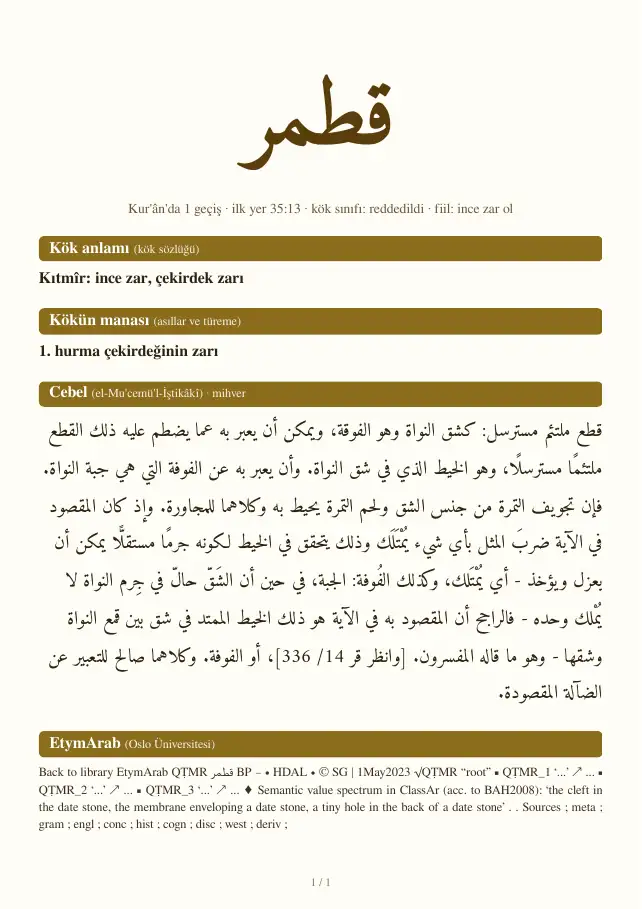 قطمر
Kur'ân'da 1 geçiş · ilk yer 35:13 · kök sınıfı: reddedildi · fiil: ince zar ol
Kök anlamı (kök sözlüğü)
Kıtmîr: ince zar, çekirdek zarı
Kökün manası (asıllar ve türeme)
1. hurma çekirdeğinin zarı
Cebel (el-Mu'cemü'l-İştikâkî) · mihver
قطع ملتئم مسترسل: كشق النواة وهو الفوقة، ويمكن أن يعبر به عما يضطم عليه ذلك القطع
ملتئمًا مسترسلًا، وهو الخيط الذي في شق النواة. وأن يعبر به عن الفوفة التي هي جبة النواة.
فإن تجويف التمرة من جنس الشق ولحم التمرة يحيط به وكلاهما للمجاورة. وإذ كان المقصود
في الآية ضربَ المثل بأي شيء يُمْتَلَك وذلك يتحقق في الخيط لكونه جرمًا مستقلًّا يمكن أن
يعزل ويؤخذ - أي يُمْتَلك، وكذلك الفُوفة: الجبة، في حين أن الشَقّ حالّ في جِرم النواة لا
يُمْلك وحده - فالراجح أن المقصود به في الآية هو ذلك الخيط الممتد في شق بين قمع النواة
وشقها - وهو ما قاله المفسرون. [وانظر قر 14/ 336]، أو الفوفة. وكلاهما صالح للتعبير عن
الضآلة المقصودة.
EtymArab (Oslo Üniversitesi)
Back to library EtymArab QṬMR قطمر BP – • HDAL • © SG | 1May2023 √QṬMR “root” ▪ QṬMR_1 ‘...’ ↗ ... ▪
QṬMR_2 ‘...’ ↗ ... ▪ QṬMR_3 ‘...’ ↗ ... ♦ Semantic value spectrum in ClassAr (acc. to BAH2008): ‘the cleft in
the date stone, the membrane enveloping a date stone, a tiny hole in the back of a date stone’ . . Sources ; meta ;
gram ; engl ; conc ; hist ; cogn ; disc ; west ; deriv ;
1 / 1